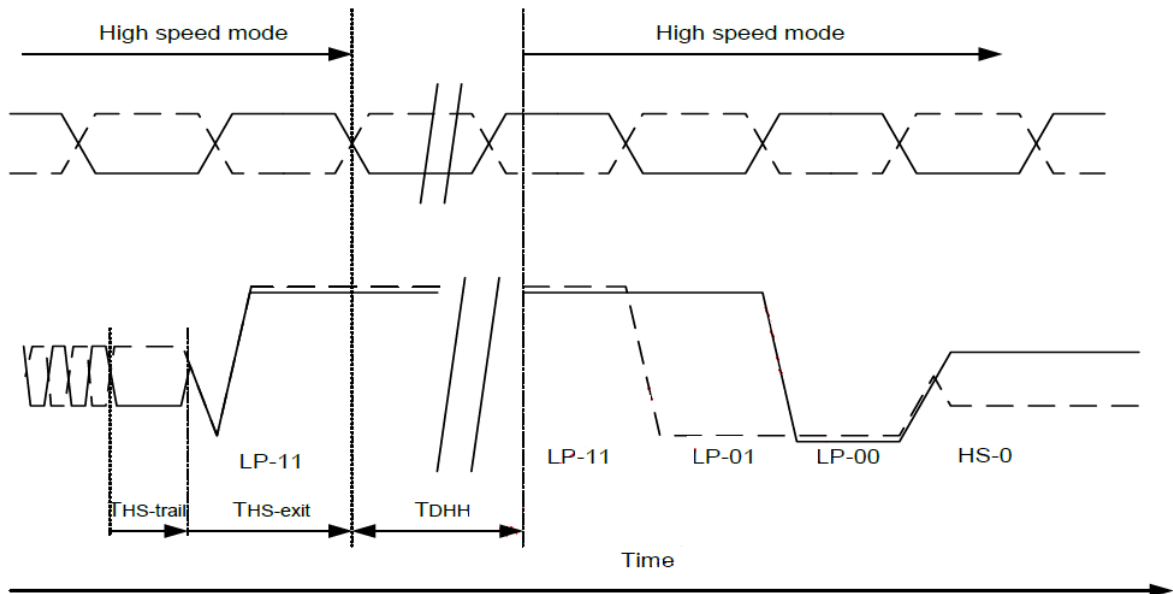 High speed mode
High speed mode
LP-11
LP-11
LP-01
LP-00
HS-0
THS-trail
THS-exit
TDHH
Time